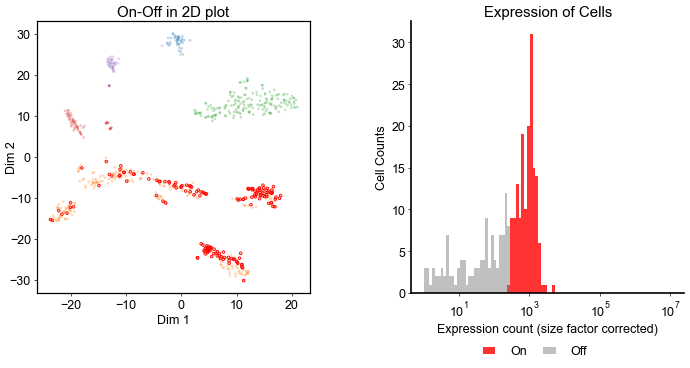 On-Off in 2D plot
30
20
10
0
−10
−20
−30
Dim 2
−20 −10 0 10 20
Dim 1
Expression of Cells
30
25
20
15
10
5
0
Cell Counts
10^1 10^3 10^5 10^7
Expression count (size factor corrected)
On Off